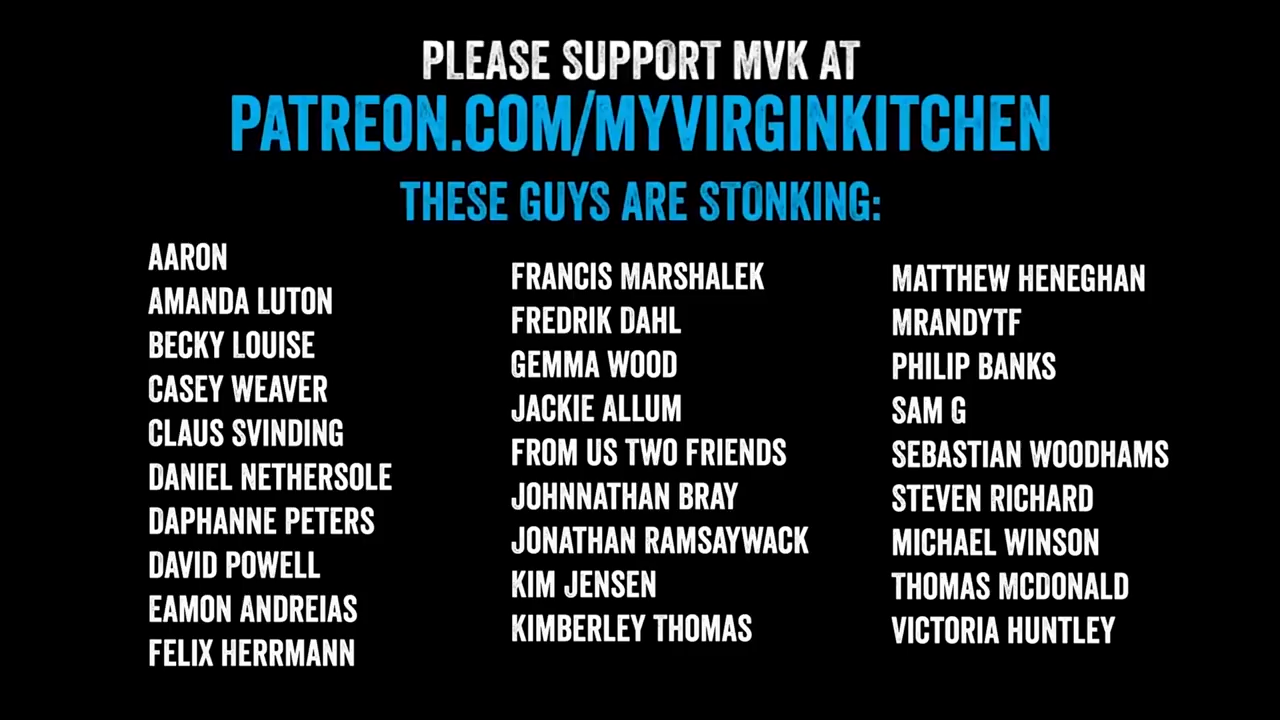 PLEASE SUPPORT MVK AT
PATREON.COM/MYVIRGINKITCHEN
THESE GUYS ARE STONKING:
AARON
AMANDA LUTON
BECKY LOUISE
CASEY WEAVER
CLAUS SVINDING
DANIEL NETHERSOLE
DAPHANNE PETERS
DAVID POWELL
EAMON ANDREIAS
FELIX HERRMANN
FRANCIS MARSHALEK
FREDRIK DAHL
GEMMA WOOD
JACKIE ALLUM
FROM US TWO FRIENDS
JOHNNATHAN BRAY
JONATHAN RAMSAYWACK
KIM JENSEN
KIMBERLEY THOMAS
MATTHEW HENEGHAN
MRANDYTF
PHILIP BANKS
SAM G
SEBASTIAN WOODHAMS
STEVEN RICHARD
MICHAEL WINSON
THOMAS MCDONALD
VICTORIA HUNTLEY